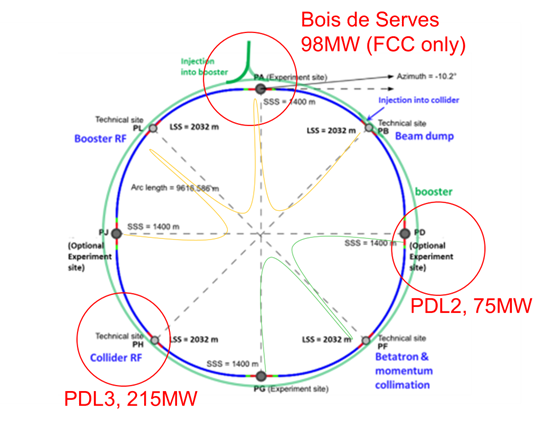 Bois de Serves
98MW (FCC only)
Injection
into booster
PA (Experiment site)
Azimuth = -10.2°
SSS = 1400 m
Injection into collider
Technical site
PL
LSS = 2032 m
Booster RF
LSS = 2032 m
Technical site
PB
Beam dump
Arc length = 9616.586 m
booster
PJ
SSS = 1400 m
(Optional
Experiment
site)
SSS = 1400 m
PD
(Optional
Experiment
site)
PDL2, 75MW
Technical site
PH
LSS = 2032 m
Collider RF
LSS = 2032 m
Technical site
PF
SSS = 1400 m
Betatron &
momentum
collimation
PG (Experiment site)
PDL3, 215MW